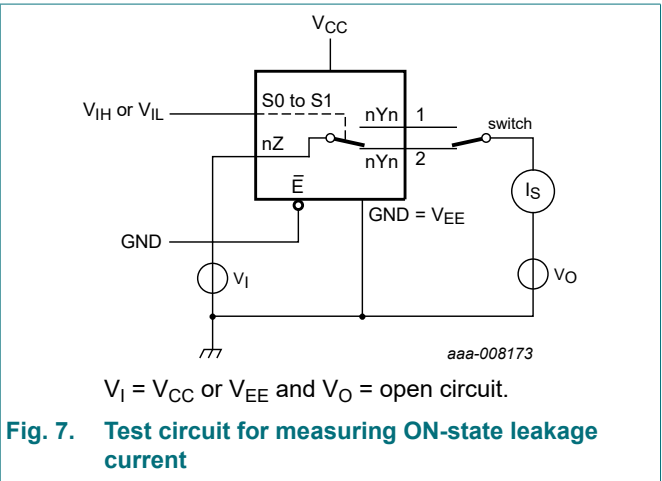 VCC
S0 to S1
VIH or VIL
nYn 1
switch
nZ
nYn 2
E̅
IS
GND = VEE
GND
VI
VO
aaa-008173
VI = VCC or VEE and VO = open circuit.
Fig. 7. Test circuit for measuring ON-state leakage
current